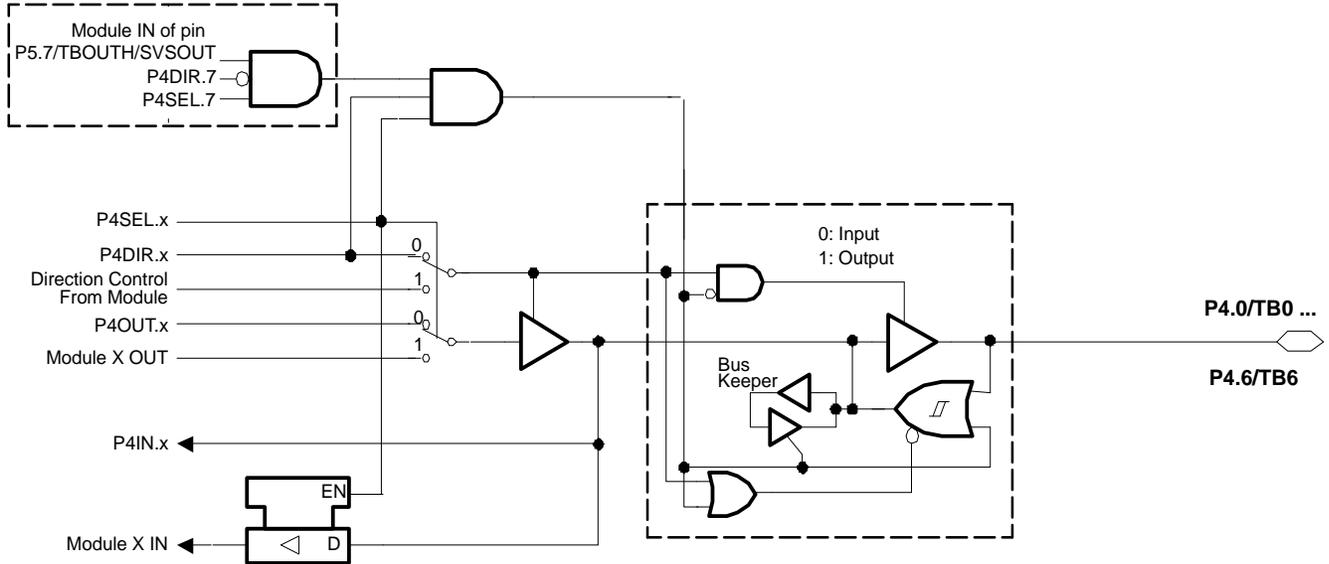 Module IN of pin
P5.7/TBOUTH/SVSOUT
P4DIR.7
P4SEL.7
P4SEL.x
P4DIR.x
0
Direction Control
From Module
1
P4OUT.x
0
Module X OUT
1
0: Input
1: Output
Bus
Keeper
P4.0/TB0 ...
P4.6/TB6
P4IN.x
EN
Module X IN
D